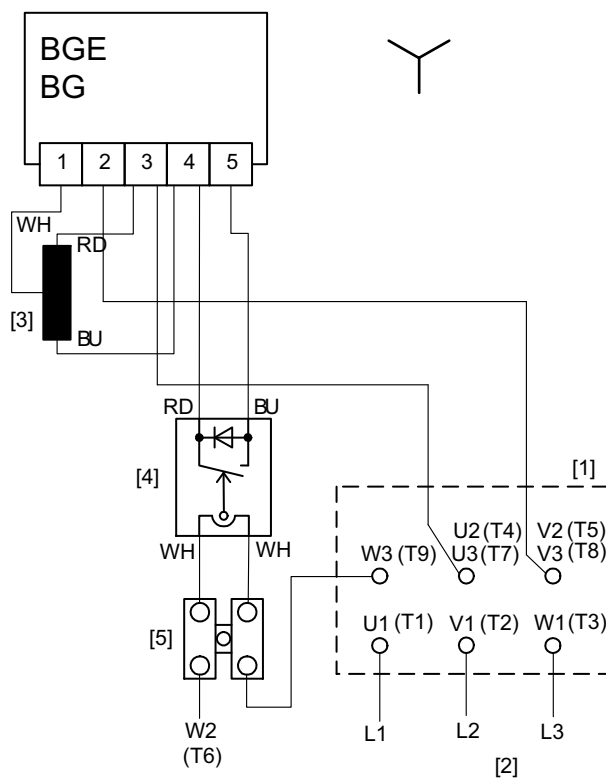 BGE
BG
1 2 3 4 5
WH
RD
[3]
BU
RD BU
[4]
[1]
WH WH
U2 (T4) V2 (T5)
W3 (T9) U3 (T7) V3 (T8)
[5]
U1 (T1) V1 (T2) W1 (T3)
W2
(T6)
L1 L2 L3
[2]